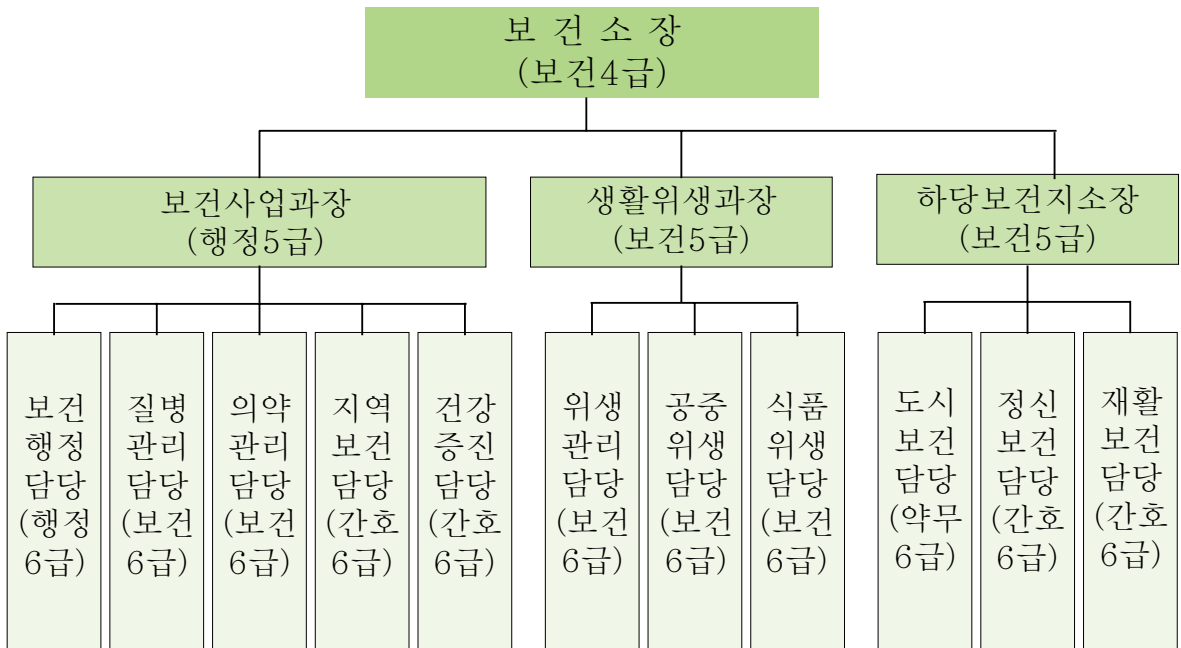 보 건 소 장
(보건4급)
보건사업과장
(행정5급)
생활위생과장
(보건5급)
하당보건지소장
(보건5급)
보건
행정
담당
(행정
6급)
질병
관리
담당
(보건
6급)
의약
관리
담당
(보건
6급)
지역
보건
담당
(간호
6급)
건강
증진
담당
(간호
6급)
위생
관리
담당
(보건
6급)
공중
위생
담당
(보건
6급)
식품
위생
담당
(보건
6급)
도시
보건
담당
(약무
6급)
정신
보건
담당
(간호
6급)
재활
보건
담당
(간호
6급)